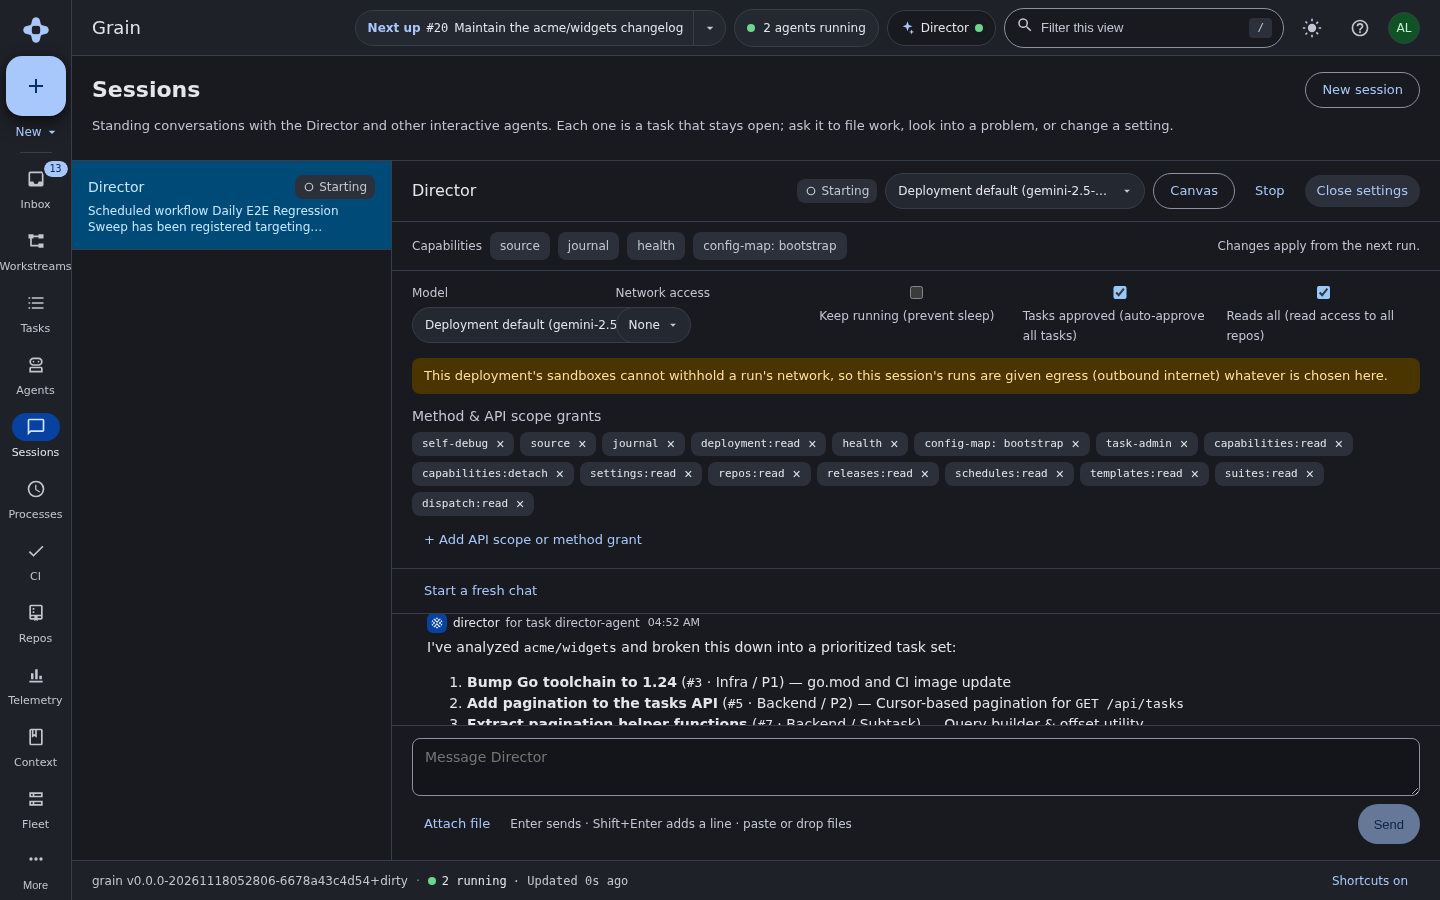 Grain
Next up #20 Maintain the acme/widgets changelog
2 agents running
Director
Filter this view
/
AL
New
13
Inbox
Workstreams
Tasks
Agents
Sessions
Processes
CI
Repos
Telemetry
Context
Fleet
More
Sessions
New session
Standing conversations with the Director and other interactive agents. Each one is a task that stays open; ask it to file work, look into a problem, or change a setting.
Director
Starting
Scheduled workflow Daily E2E Regression
Sweep has been registered targeting…
Director
Starting
Deployment default (gemini-2.5-...
Canvas
Stop
Close settings
Capabilities source journal health config-map: bootstrap
Changes apply from the next run.
Model
Deployment default (gemini-2.5
Network access
None
Keep running (prevent sleep)
Tasks approved (auto-approve
all tasks)
Reads all (read access to all
repos)
This deployment's sandboxes cannot withhold a run's network, so this session's runs are given egress (outbound internet) whatever is chosen here.
Method & API scope grants
self-debug × source × journal × deployment:read × health × config-map: bootstrap × task-admin × capabilities:read ×
capabilities:detach × settings:read × repos:read × releases:read × schedules:read × templates:read × suites:read ×
dispatch:read ×
+ Add API scope or method grant
Start a fresh chat
director for task director-agent 04:52 AM
I've analyzed acme/widgets and broken this down into a prioritized task set:
1. Bump Go toolchain to 1.24 (#3 · Infra / P1) — go.mod and CI image update
2. Add pagination to the tasks API (#5 · Backend / P2) — Cursor-based pagination for GET /api/tasks
3. Extract pagination helper functions (#7 · Backend / Subtask) — Query builder & offset utility
Message Director
Attach file
Enter sends · Shift+Enter adds a line · paste or drop files
Send
grain v0.0.0-20261118052806-6678a43c4d54+dirty · 2 running · Updated 0s ago
Shortcuts on